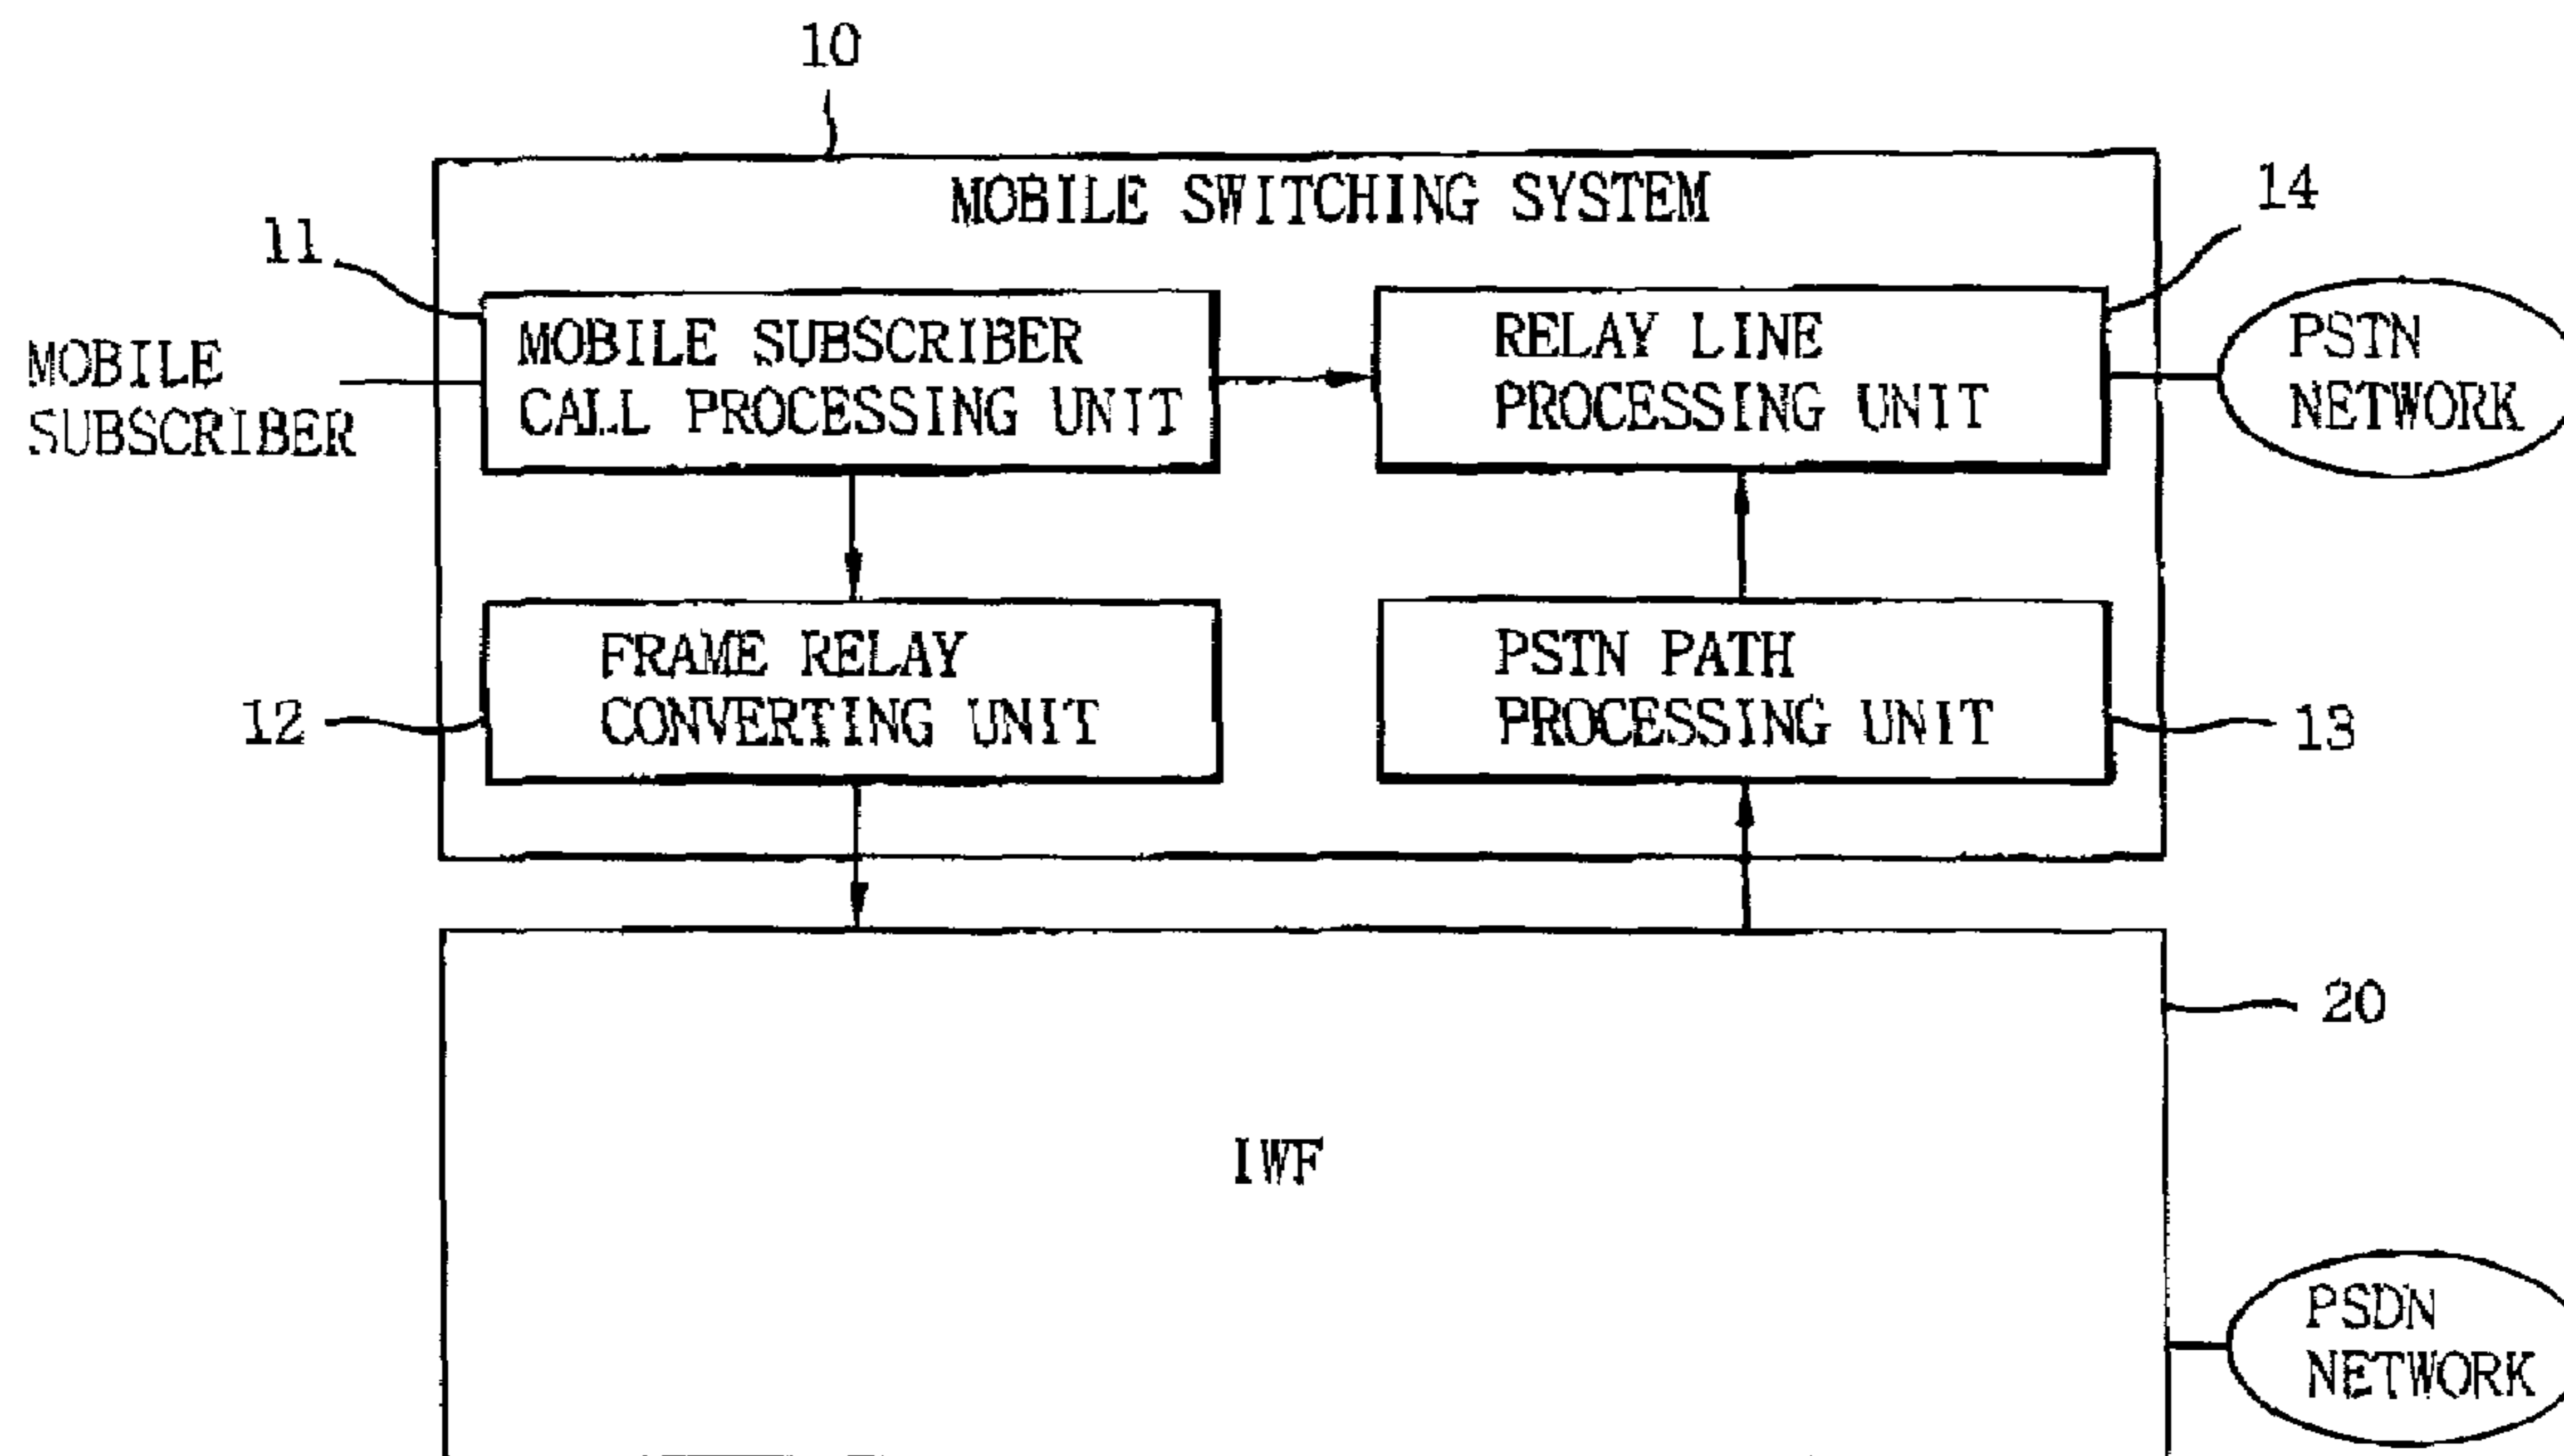 10
MOBILE SWITCHING SYSTEM
14
11
MOBILE
SUBSCRIBER
MOBILE SUBSCRIBER
CALL PROCESSING UNIT
RELAY LINE
PROCESSING UNIT
PSTN
NETWORK
12
FRAME RELAY
CONVERTING UNIT
PSTN PATH
PROCESSING UNIT
13
20
IWF
PSDN
NETWORK